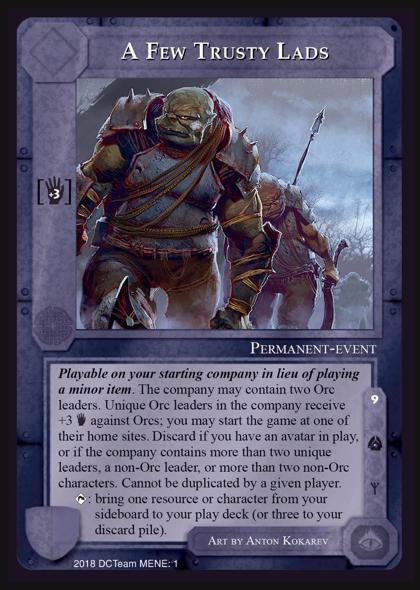 A Few Trusty Lads
[+3]
Permanent-event
Playable on your starting company in lieu of playing
a minor item. The company may contain two Orc
leaders. Unique Orc leaders in the company receive
+3 against Orcs; you may start the game at one of
their home sites. Discard if you have an avatar in play,
or if the company contains more than two unique
leaders, a non-Orc leader, or more than two non-Orc
characters. Cannot be duplicated by a given player.
: bring one resource or character from your
sideboard to your play deck (or three to your
discard pile).
9
Art by Anton Kokarev
2018 DCTeam MENE: 1